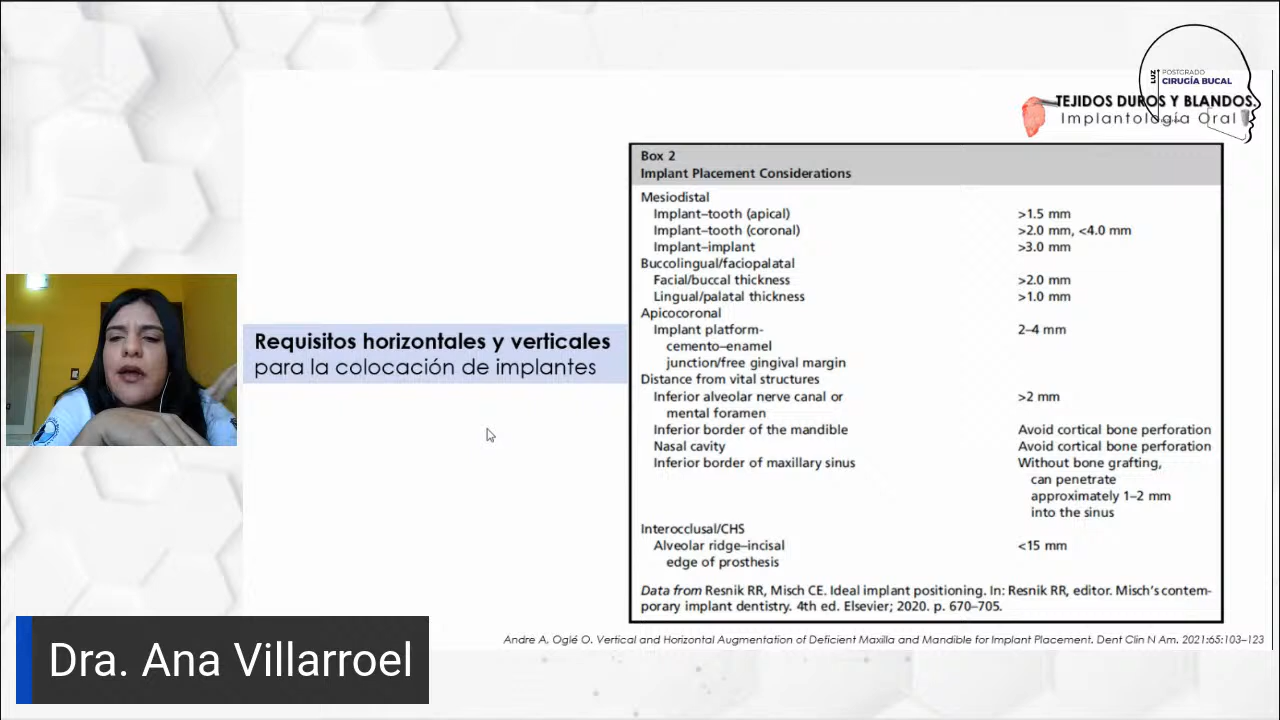 LUZ
POSTGRADO
CIRUGÍA BUCAL
TEJIDOS DUROS Y BLANDOS.
Implantología Oral
Box 2
Implant Placement Considerations
Mesiodistal
Implant–tooth (apical) >1.5 mm
Implant–tooth (coronal) >2.0 mm, <4.0 mm
Implant–implant >3.0 mm
Buccolingual/faciopalatal
Facial/buccal thickness >2.0 mm
Lingual/palatal thickness >1.0 mm
Apicocoronal
Implant platform- 2–4 mm
cemento–enamel
junction/free gingival margin
Distance from vital structures
Inferior alveolar nerve canal or >2 mm
mental foramen
Inferior border of the mandible Avoid cortical bone perforation
Nasal cavity Avoid cortical bone perforation
Inferior border of maxillary sinus Without bone grafting,
can penetrate
approximately 1–2 mm
into the sinus
Interocclusal/CHS
Alveolar ridge–incisal <15 mm
edge of prosthesis
Data from Resnik RR, Misch CE. Ideal implant positioning. In: Resnik RR, editor. Misch's contem-
porary implant dentistry. 4th ed. Elsevier; 2020. p. 670–705.
Requisitos horizontales y verticales
para la colocación de implantes
Andre A, Oglé O. Vertical and Horizontal Augmentation of Deficient Maxilla and Mandible for Implant Placement. Dent Clin N Am. 2021:65:103–123
Dra. Ana Villarroel